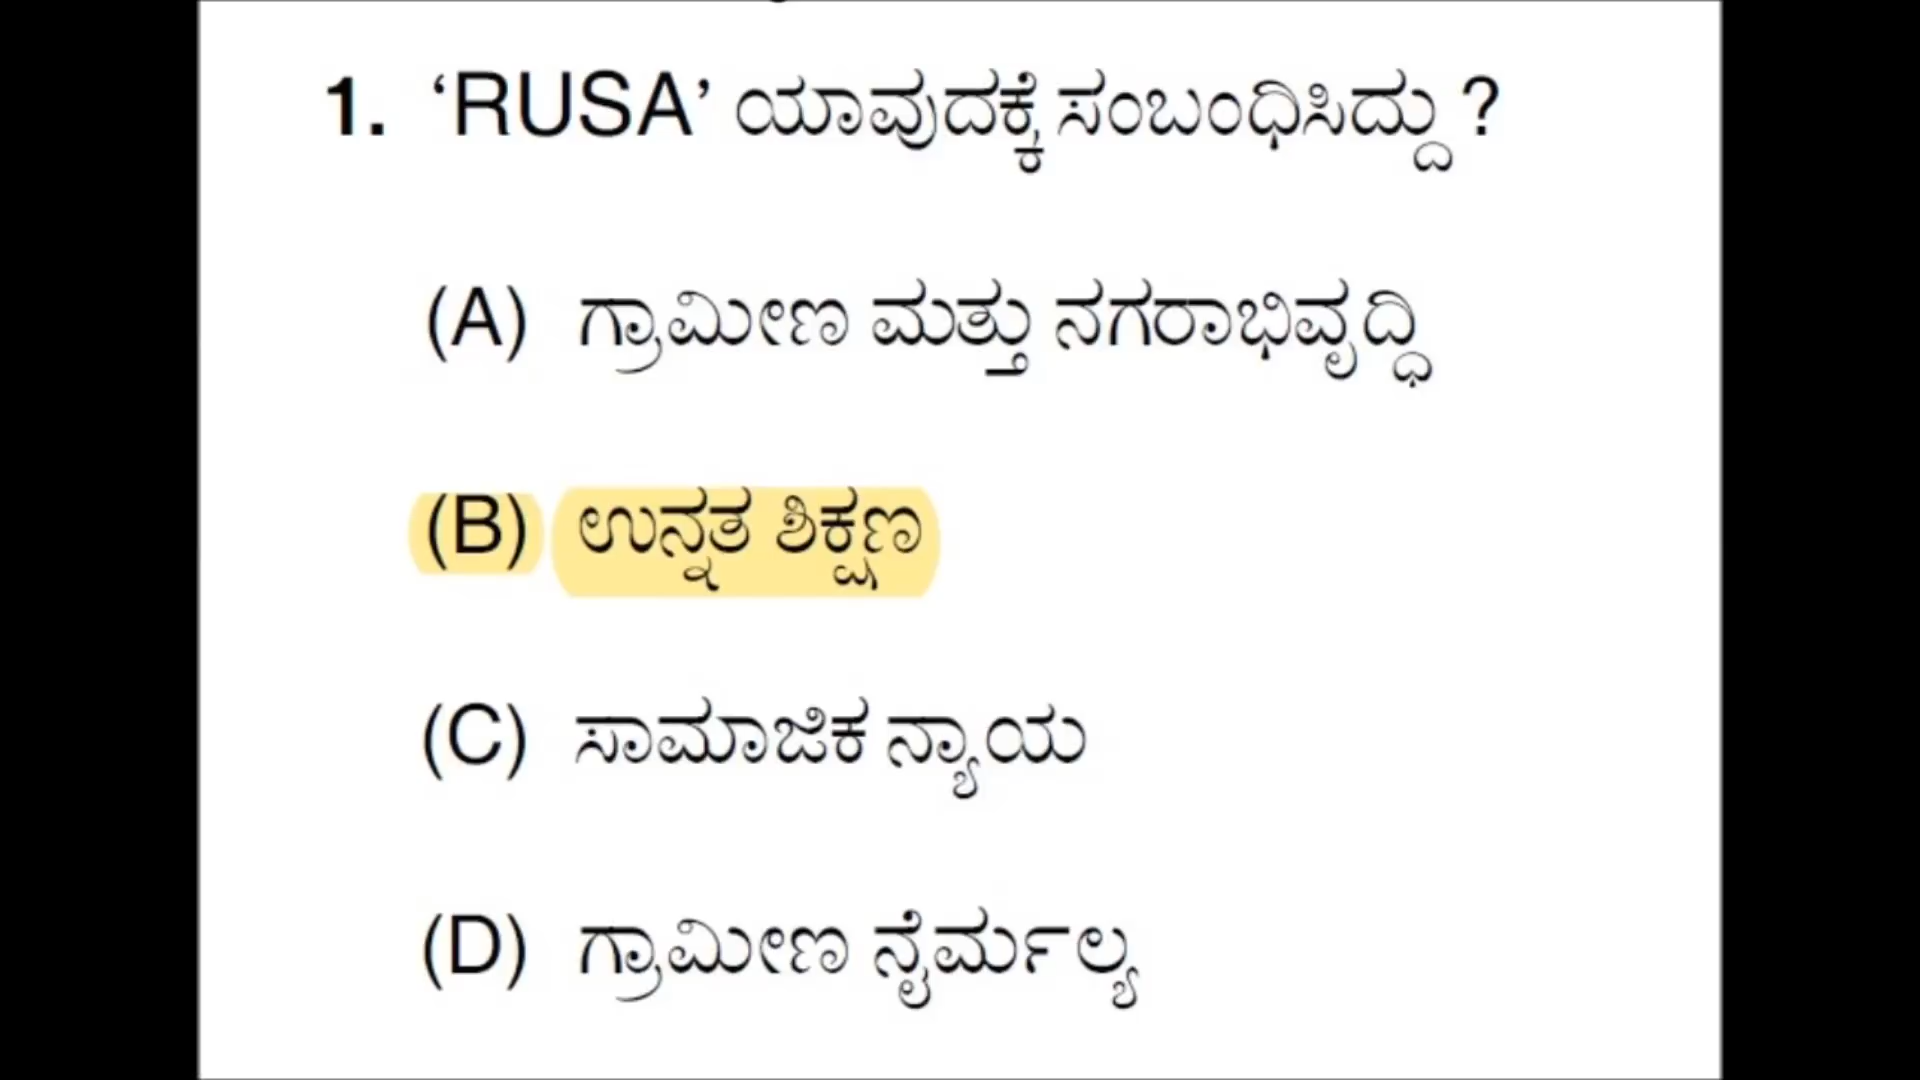 1. ‘RUSA’ ಯಾವುದಕ್ಕೆ ಸಂಬಂಧಿಸಿದ್ದು ?
(A) ಗ್ರಾಮೀಣ ಮತ್ತು ನಗರಾಭಿವೃದ್ಧಿ
(B) ಉನ್ನತ ಶಿಕ್ಷಣ
(C) ಸಾಮಾಜಿಕ ನ್ಯಾಯ
(D) ಗ್ರಾಮೀಣ ನೈರ್ಮಲ್ಯ